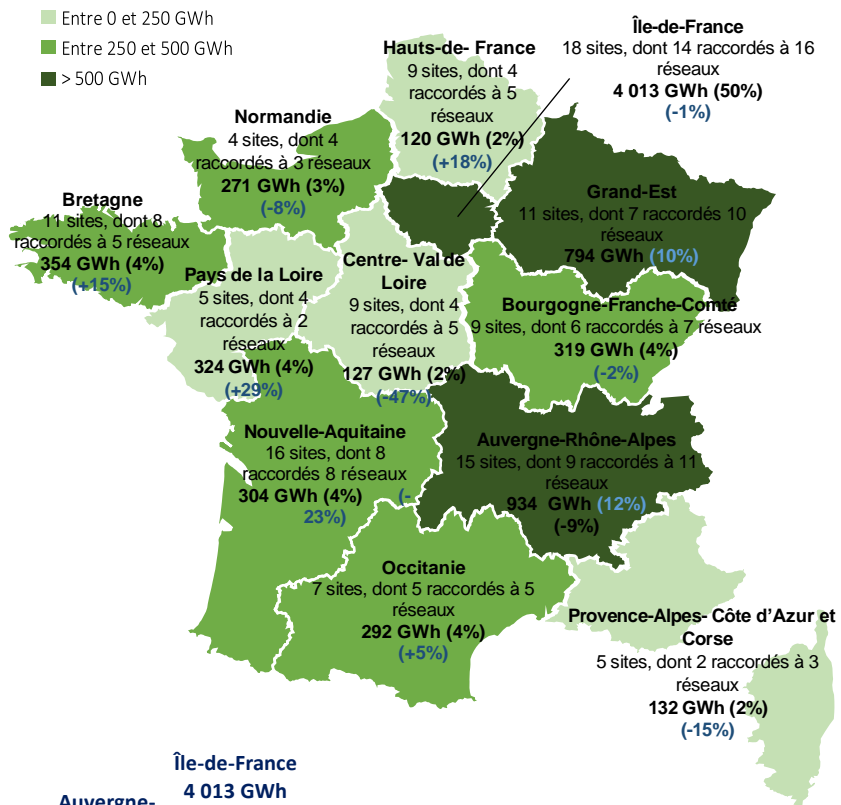 Entre 0 et 250 GWh
Entre 250 et 500 GWh
> 500 GWh
Île-de-France
18 sites, dont 14 raccordés à 16
réseaux
4 013 GWh (50%)
(-1%)
Hauts-de- France
9 sites, dont 4
raccordés à 5
réseaux
120 GWh (2%)
(+18%)
Normandie
4 sites, dont 4
raccordés à 3 réseaux
271 GWh (3%)
(-8%)
Grand-Est
11 sites, dont 7 raccordés 10
réseaux
794 GWh (10%)
Bretagne
11 sites, dont 8
raccordés à 5 réseaux
354 GWh (4%)
(+15%)
Pays de la Loire
5 sites, dont 4
raccordés à 2
réseaux
324 GWh (4%)
(+29%)
Centre- Val de
Loire
9 sites, dont 4
raccordés à 5
réseaux
127 GWh (2%)
(-47%)
Bourgogne-Franche-Comté
9 sites, dont 6 raccordés à 7 réseaux
319 GWh (4%)
(-2%)
Nouvelle-Aquitaine
16 sites, dont 8
raccordés 8 réseaux
304 GWh (4%) (-
23%)
Auvergne-Rhône-Alpes
15 sites, dont 9 raccordés à 11
réseaux
934 GWh (12%)
(-9%)
Occitanie
7 sites, dont 5 raccordés à 5
réseaux
292 GWh (4%)
(+5%)
Provence-Alpes- Côte d'Azur et
Corse
5 sites, dont 2 raccordés à 3
réseaux
132 GWh (2%)
(-15%)
Île-de-France
4 013 GWh
Auvergne-